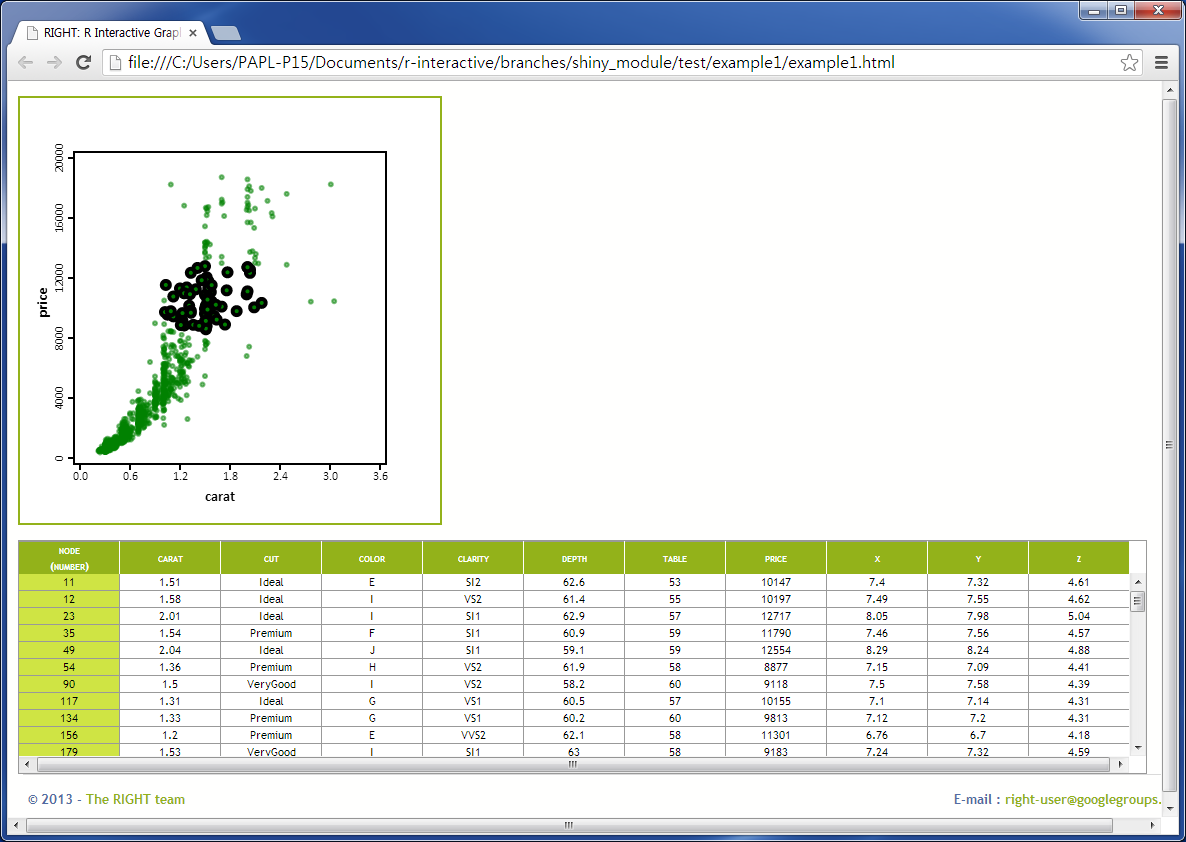 RIGHT: R Interactive Grap
file:///C:/Users/PAPL-P15/Documents/r-interactive/branches/shiny_module/test/example1/example1.html
20000
16000
12000
8000
4000
0
price
0.0 0.6 1.2 1.8 2.4 3.0 3.6
carat
NODE (NUMBER) CARAT CUT COLOR CLARITY DEPTH TABLE PRICE X Y Z
11 1.51 Ideal E SI2 62.6 53 10147 7.4 7.32 4.61
12 1.58 Ideal I VS2 61.4 55 10197 7.49 7.55 4.62
23 2.01 Ideal I SI1 62.9 57 12717 8.05 7.98 5.04
35 1.54 Premium F SI1 60.9 59 11790 7.46 7.56 4.57
49 2.04 Ideal J SI1 59.1 59 12554 8.29 8.24 4.88
54 1.36 Premium H VS2 61.9 58 8877 7.15 7.09 4.41
90 1.5 VeryGood I VS2 58.2 60 9118 7.5 7.58 4.39
117 1.31 Ideal G VS1 60.5 57 10155 7.1 7.14 4.31
134 1.33 Premium G VS1 60.2 60 9813 7.12 7.2 4.31
156 1.2 Premium E VVS2 62.1 58 11301 6.76 6.7 4.18
179 1.53 VeryGood I SI1 63 58 9183 7.24 7.32 4.59
© 2013 - The RIGHT team E-mail : right-user@googlegroups.